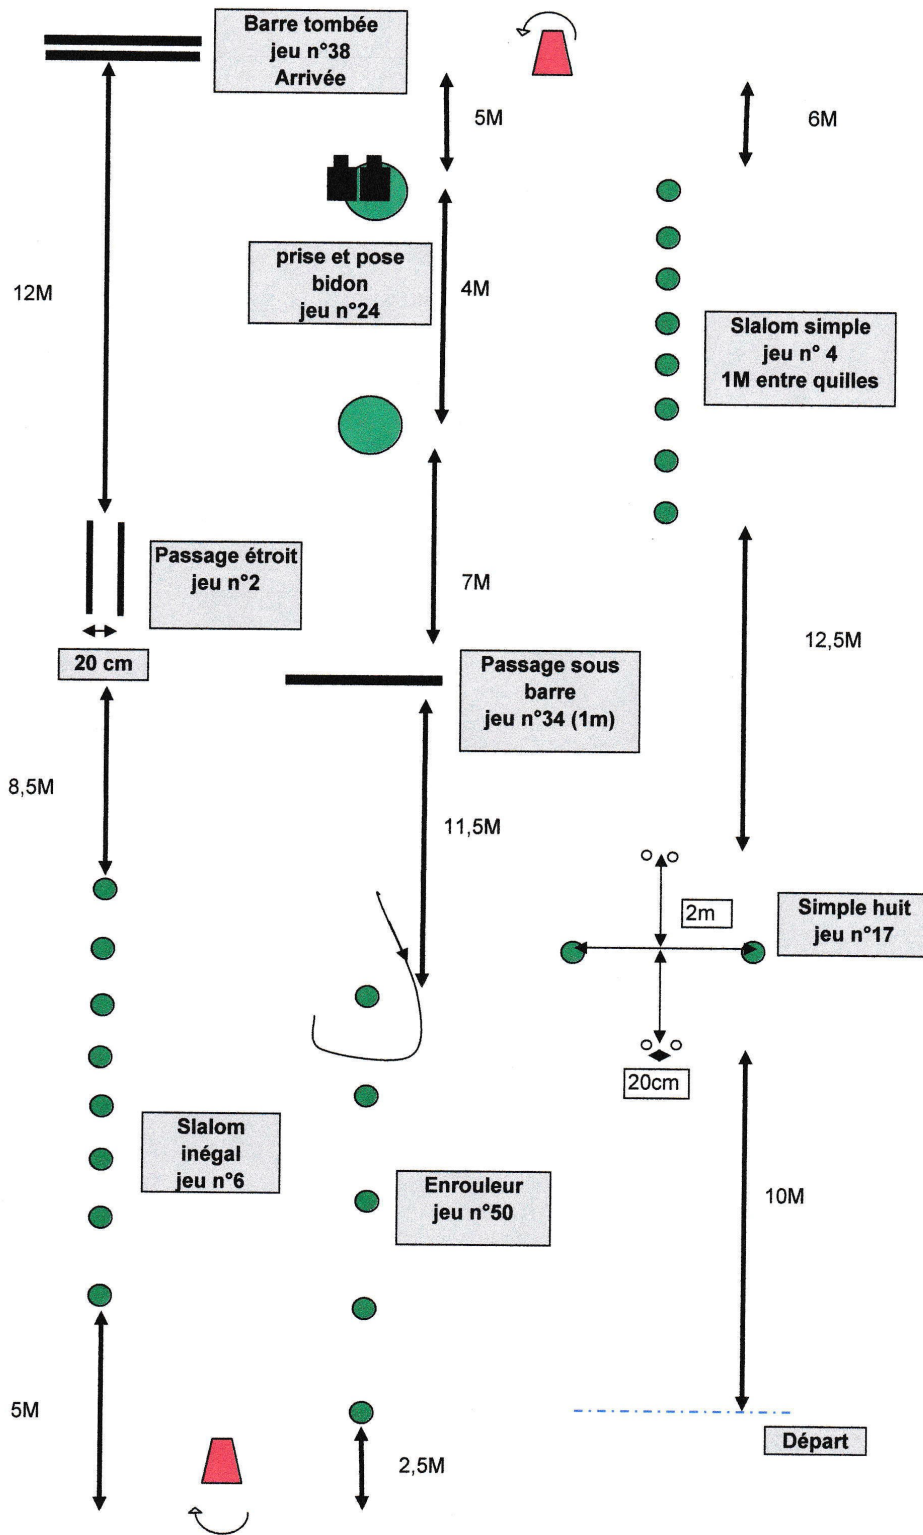 Barre tombée
jeu n°38
Arrivée
5M
6M
12M
prise et pose
bidon
jeu n°24
4M
Slalom simple
jeu n° 4
1M entre quilles
Passage étroit
jeu n°2
7M
20 cm
Passage sous
barre
jeu n°34 (1m)
12,5M
8,5M
11,5M
2m
Simple huit
jeu n°17
20cm
Slalom
inégal
jeu n°6
Enrouleur
jeu n°50
10M
5M
2,5M
Départ